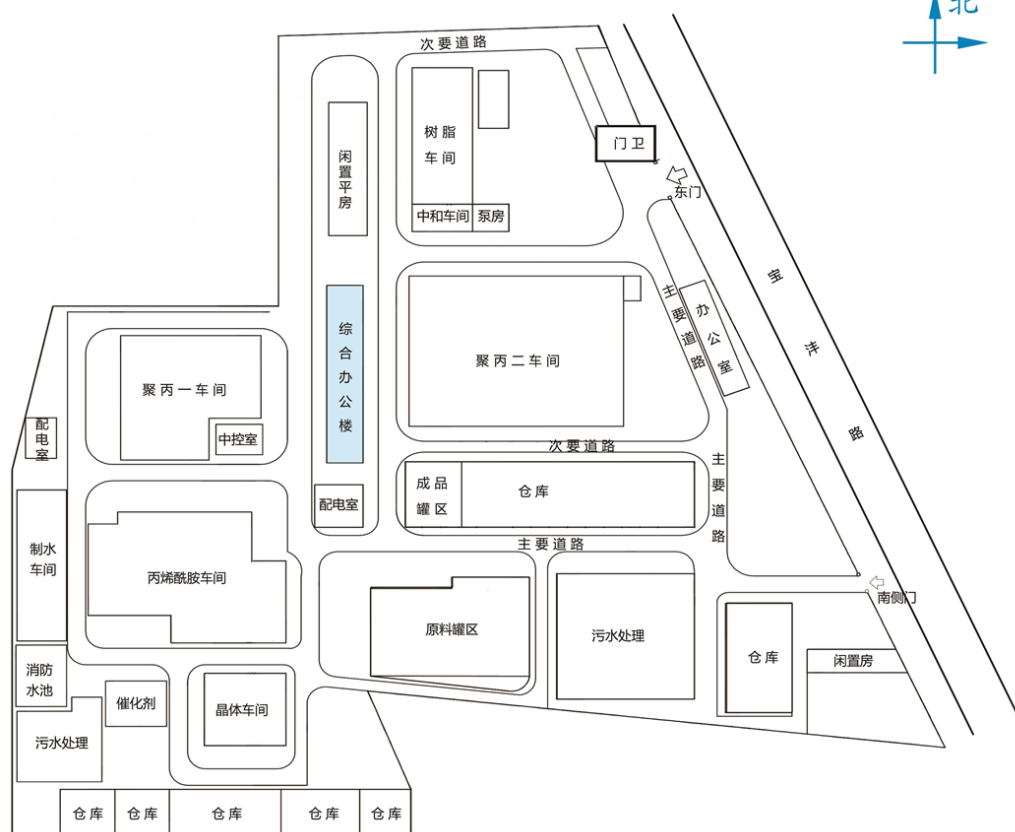 北
次要道路
树脂
车间
门卫
闲置平房
东门
中和车间
泵房
宝沣路
主要道路
办公室
综合办公楼
聚丙二车间
聚丙一车间
配电室
中控室
次要道路
主要道路
成品
罐区
仓库
配电室
主要道路
制水
车间
丙烯酰胺车间
南侧门
原料罐区
污水处理
仓库
闲置房
消防
水池
催化剂
晶体车间
污水处理
仓库
仓库
仓库
仓库
仓库